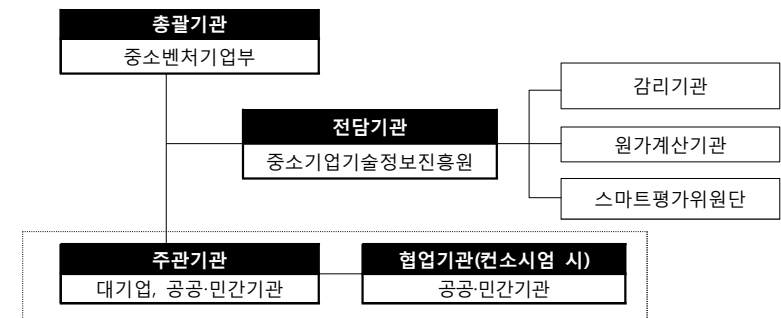 총괄기관
중소벤처기업부
감리기관
전담기관
중소기업기술정보진흥원
원가계산기관
스마트평가위원단
주관기관
대기업, 공공·민간기관
협업기관(컨소시엄 시)
공공·민간기관